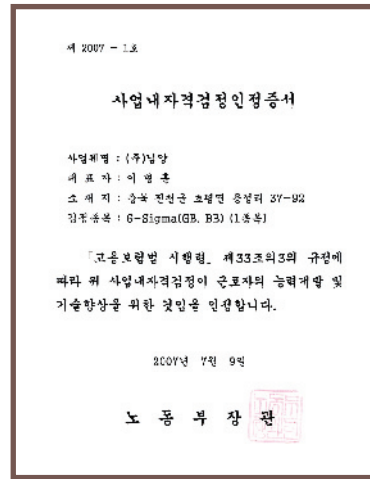 제 2007 - 1호
사업내자격검정인정증서
사업체명 : (주)남양
대 표 자 : 이 병 훈
소 재 지 : 충북 진천군 초평면 용정리 37-92
검정종목 : 6-Sigma(GB, BB) (1종목)
「고용보험법 시행령」 제33조의3의 규정에
따라 위 사업내자격검정이 근로자의 능력개발 및
기술향상을 위한 것임을 인정합니다.
2007년 7월 9일
노 동 부 장 관